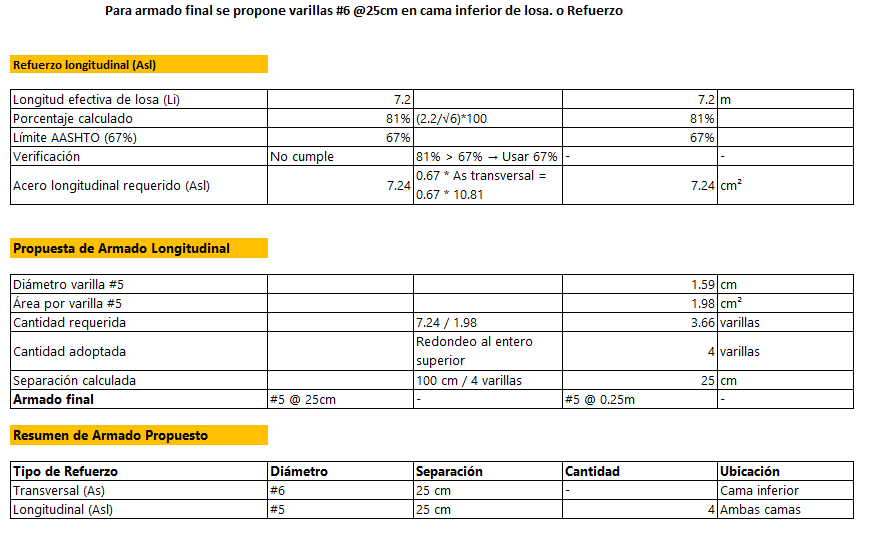 Para armado final se propone varillas #6 @25cm en cama inferior de losa. o Refuerzo
Refuerzo longitudinal (Asl)
Longitud efectiva de losa (Li) 7.2 7.2 m
Porcentaje calculado 81% (2.2/√6)*100 81%
Límite AASHTO (67%) 67% 67%
Verificación No cumple 81% > 67% → Usar 67% - -
Acero longitudinal requerido (Asl) 7.24 0.67 * As transversal = 0.67 * 10.81 7.24 cm²
Propuesta de Armado Longitudinal
Diámetro varilla #5 1.59 cm
Área por varilla #5 1.98 cm²
Cantidad requerida 7.24 / 1.98 3.66 varillas
Cantidad adoptada Redondeo al entero superior 4 varillas
Separación calculada 100 cm / 4 varillas 25 cm
Armado final #5 @ 25cm - #5 @ 0.25m -
Resumen de Armado Propuesto
Tipo de Refuerzo Diámetro Separación Cantidad Ubicación
Transversal (As) #6 25 cm - Cama inferior
Longitudinal (Asl) #5 25 cm 4 Ambas camas